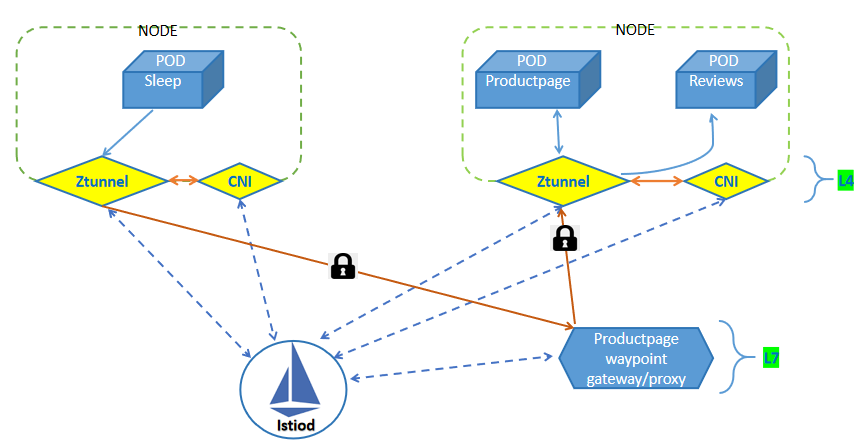 NODE
POD
Sleep
Ztunnel
CNI
NODE
POD
Productpage
POD
Reviews
Ztunnel
CNI
L4
Istiod
Productpage
waypoint
gateway/proxy
L7